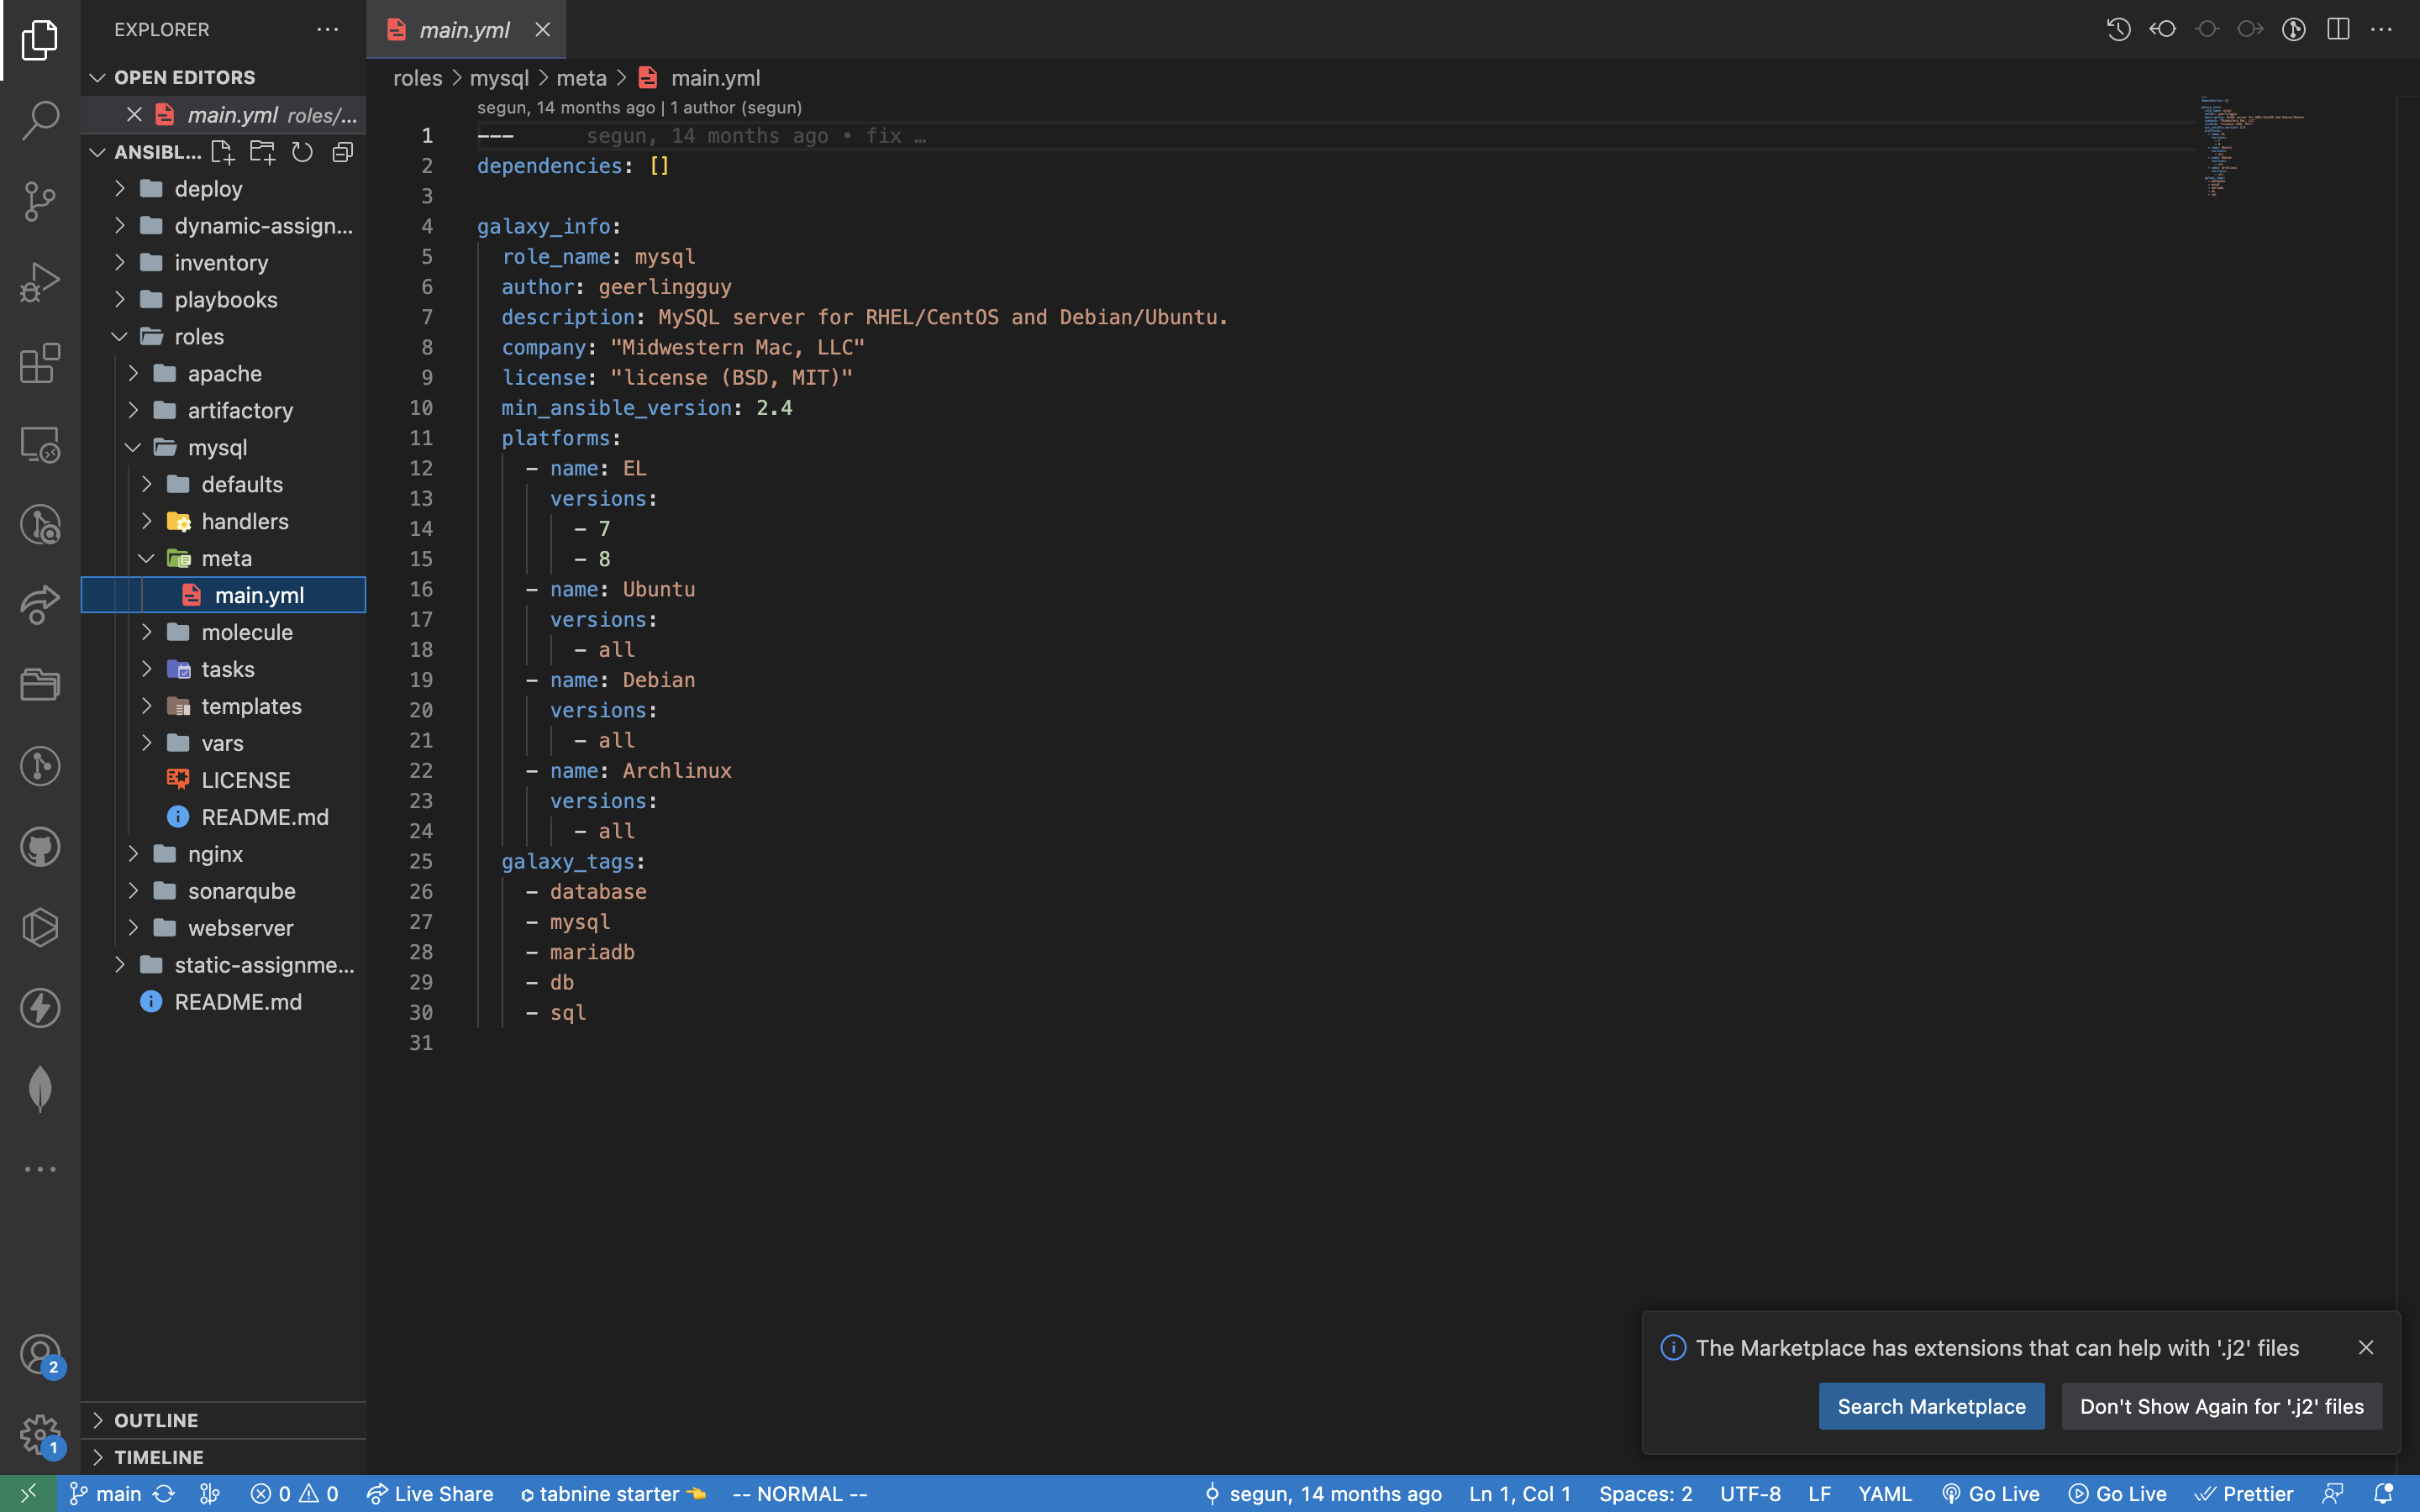 EXPLORER
OPEN EDITORS
main.yml roles/...
ANSIBL...
deploy
dynamic-assign...
inventory
playbooks
roles
apache
artifactory
mysql
defaults
handlers
meta
main.yml
molecule
tasks
templates
vars
LICENSE
README.md
nginx
sonarqube
webserver
static-assignme...
README.md
OUTLINE
TIMELINE
2
1
main.yml
roles > mysql > meta > main.yml
segun, 14 months ago | 1 author (segun)
1 --- segun, 14 months ago • fix …
2 dependencies: []
3
4 galaxy_info:
5 role_name: mysql
6 author: geerlingguy
7 description: MySQL server for RHEL/CentOS and Debian/Ubuntu.
8 company: "Midwestern Mac, LLC"
9 license: "license (BSD, MIT)"
10 min_ansible_version: 2.4
11 platforms:
12 - name: EL
13 versions:
14 - 7
15 - 8
16 - name: Ubuntu
17 versions:
18 - all
19 - name: Debian
20 versions:
21 - all
22 - name: Archlinux
23 versions:
24 - all
25 galaxy_tags:
26 - database
27 - mysql
28 - mariadb
29 - db
30 - sql
31
The Marketplace has extensions that can help with '.j2' files
Search Marketplace Don't Show Again for '.j2' files
main 0 0 Live Share tabnine starter -- NORMAL -- segun, 14 months ago Ln 1, Col 1 Spaces: 2 UTF-8 LF YAML Go Live Go Live Prettier